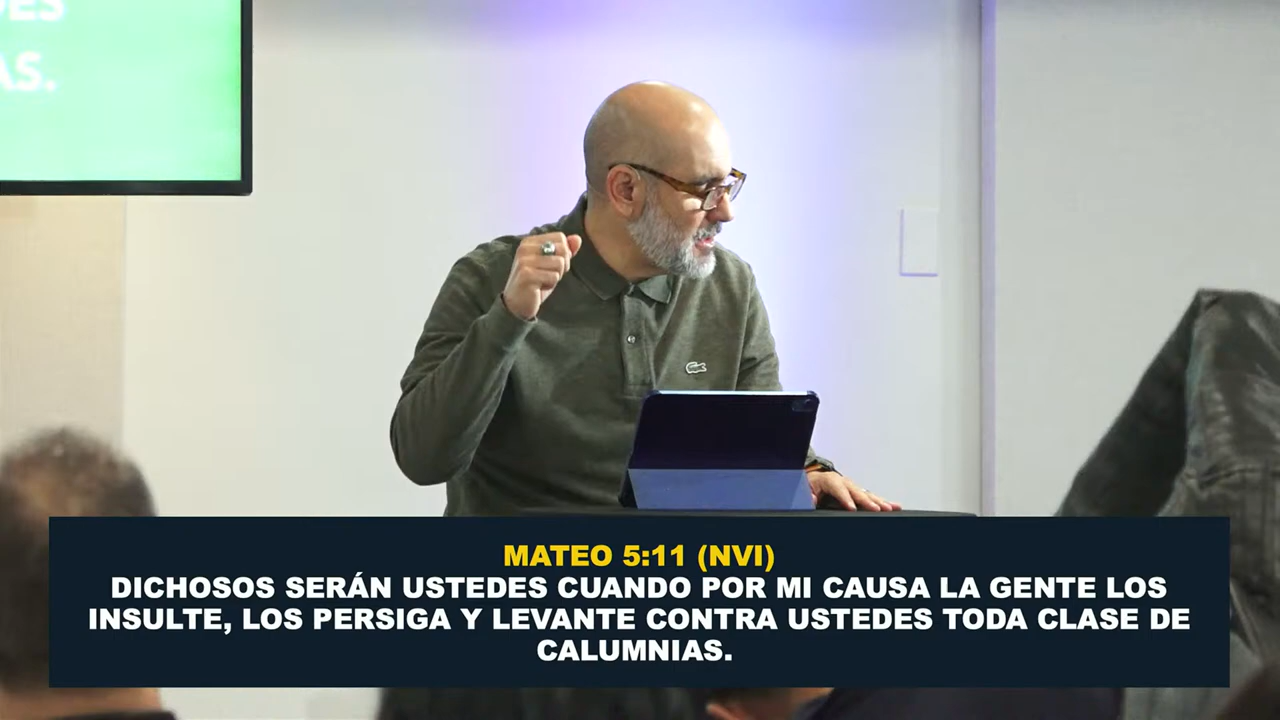 AS.
MATEO 5:11 (NVI)
DICHOSOS SERÁN USTEDES CUANDO POR MI CAUSA LA GENTE LOS
INSULTE, LOS PERSIGA Y LEVANTE CONTRA USTEDES TODA CLASE DE
CALUMNIAS.